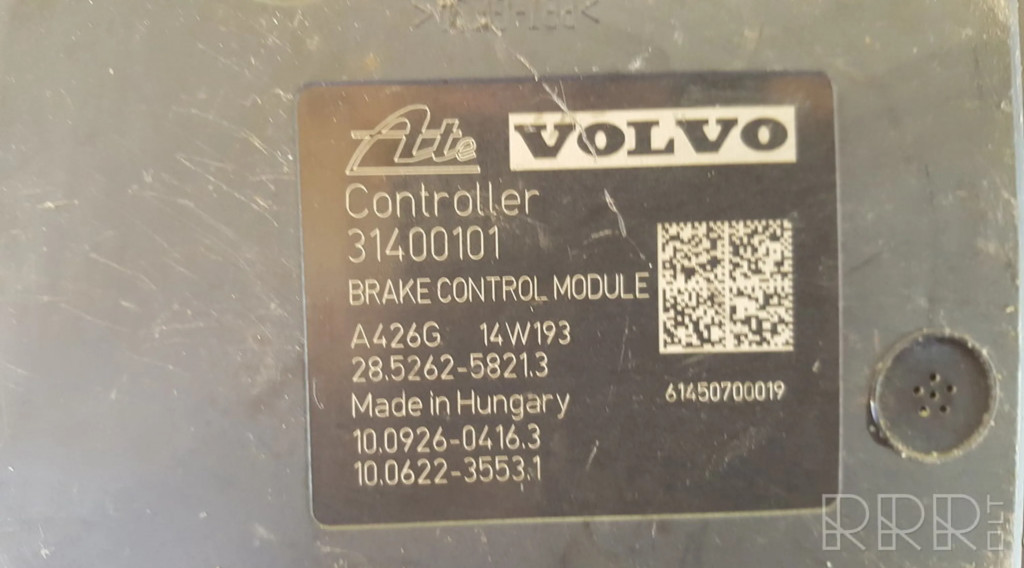 Ate VOLVO
Controller
31400101
BRAKE CONTROL MODULE
A426G 14W193
28.5262-5821.3
61450700019
Made in Hungary
10.0926-0416.3
10.0622-3553.1
RRR.LT